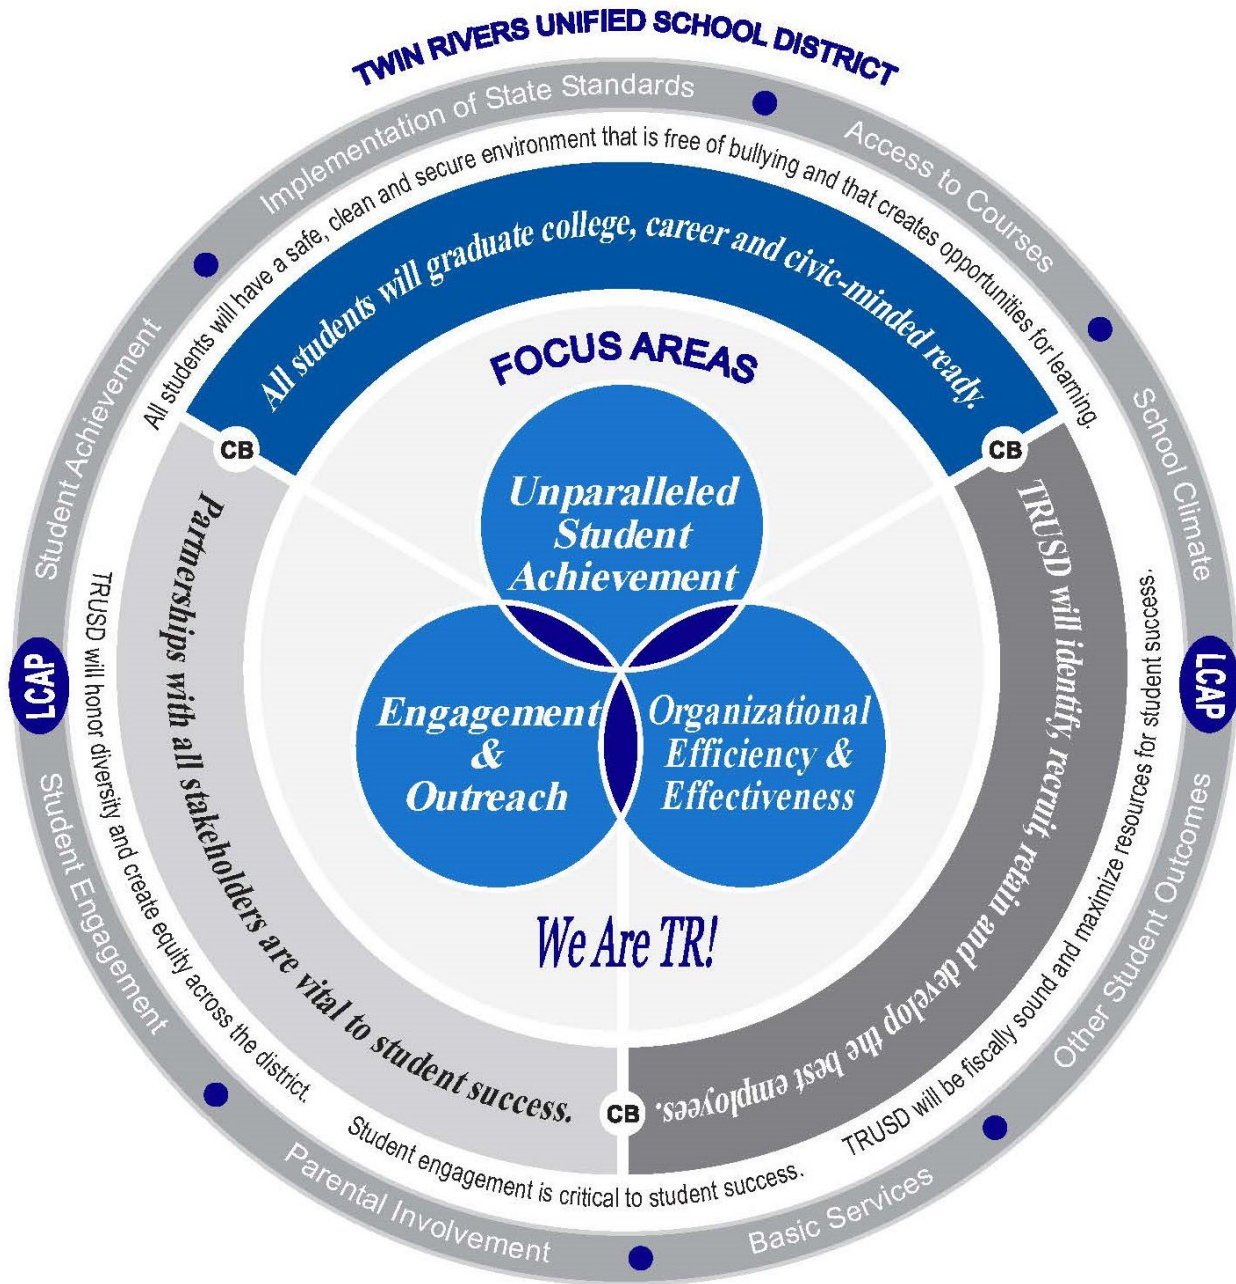 TWIN RIVERS UNIFIED SCHOOL DISTRICT
Implementation of State Standards
Access to Courses
School Climate
LCAP
Other Student Outcomes
Basic Services
Parental Involvement
Student Engagement
LCAP
Student Achievement
All students will have a safe, clean and secure environment that is free of bullying and that creates opportunities for learning.
TRUSD will be fiscally sound and maximize resources for student success.
Student engagement is critical to student success.
TRUSD will honor diversity and create equity across the district.
All students will graduate college, career and civic-minded ready.
CB
TRUSD will identify, recruit, retain and develop the best employees.
CB
Partnerships with all stakeholders are vital to student success.
CB
FOCUS AREAS
Unparalleled
Student
Achievement
Engagement
&
Outreach
Organizational
Efficiency &
Effectiveness
We Are TR!